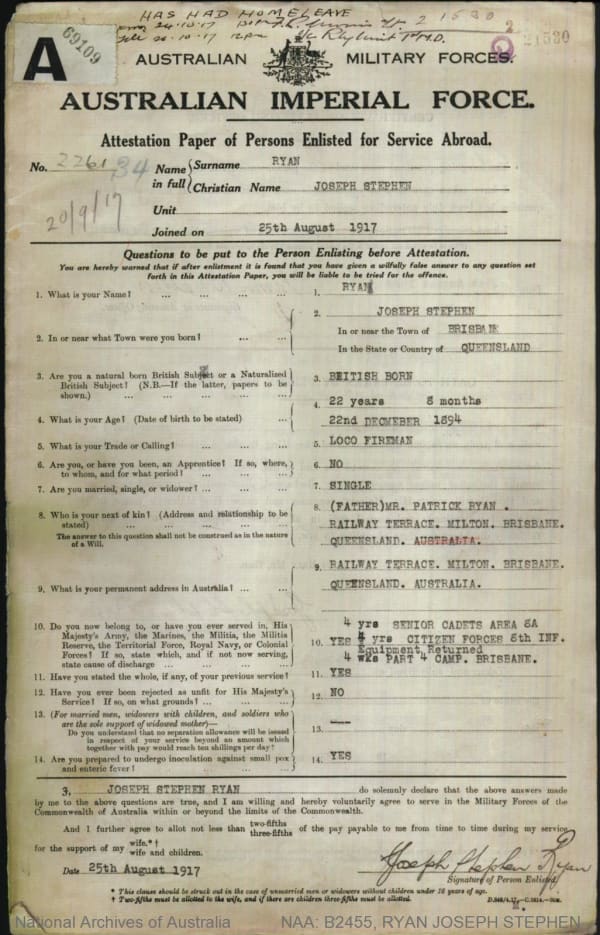 HAS HAD HOMELEAVE
2 1530
2
26.10.17
21530
A
69109
AUSTRALIAN MILITARY FORCES.
AUSTRALIAN IMPERIAL FORCE.
Attestation Paper of Persons Enlisted for Service Abroad.
No. 2261 34
Name in full { Surname RYAN
Christian Name JOSEPH STEPHEN
20/9/17
Unit
Joined on 25th August 1917
Questions to be put to the Person Enlisting before Attestation.
You are hereby warned that if after enlistment it is found that you have given a wilfully false answer to any question set
forth in this Attestation Paper, you will be liable to be tried for the offence.
1. What is your Name? ... ... ... ... 1. RYAN
JOSEPH STEPHEN
2. In or near what Town were you born? ... ... 2. In or near the Town of BRISBANE
In the State or Country of QUEENSLAND
3. Are you a natural born British Subject or a Naturalized
British Subject? (N.B.—If the latter, papers to be
shown.) ... ... ... ... 3. BRITISH BORN
4. What is your Age? (Date of birth to be stated) ... 4. 22 years 8 months
22nd DECMEBER 1894
5. What is your Trade or Calling? ... ... ... 5. LOCO FIREMAN
6. Are you, or have you been, an Apprentice? If so, where,
to whom, and for what period? ... ... ... 6. NO
7. Are you married, single, or widower? ... ... ... 7. SINGLE
8. Who is your next of kin? (Address and relationship to be
stated) ... ... ... ...
The answer to this question shall not be construed as in the nature
of a Will.
8. (FATHER)MR. PATRICK RYAN .
RAILWAY TERRACE. MILTON. BRISBANE.
QUEENSLAND. AUSTRALIA.
9. What is your permanent address in Australia? ... ... 9. RAILWAY TERRACE. MILTON. BRISBANE.
QUEENSLAND. AUSTRALIA.
10. Do you now belong to, or have you ever served in, His
Majesty's Army, the Marines, the Militia, the Militia
Reserve, the Territorial Force, Royal Navy, or Colonial
Forces? If so, state which, and if not now serving,
state cause of discharge ... ... ...
4 yrs SENIOR CADETS AREA 8A
10. YES 4 yrs CITIZEN FORCES 8th INF.
Equipment Returned
4 wks PART 4 CAMP. BRISBANE.
11. Have you stated the whole, if any, of your previous service? 11. YES
12. Have you ever been rejected as unfit for His Majesty's
Service? If so, on what grounds? ... ... ... 12. NO
13. (For married men, widowers with children, and soldiers who
are the sole support of widowed mother)—
Do you understand that no separation allowance will be issued
in respect of your service beyond an amount which
together with pay would reach ten shillings per day?
13. ---
14. Are you prepared to undergo inoculation against small pox
and enteric fever? ... ... ... 14. YES
I, JOSEPH STEPHEN RYAN do solemnly declare that the above answers made
by me to the above questions are true, and I am willing and hereby voluntarily agree to serve in the Military Forces of the
Commonwealth of Australia within or beyond the limits of the Commonwealth.
And I further agree to allot not less than two-fifths three-fifths of the pay payable to me from time to time during my service
for the support of my wife.*† wife and children.
Date 25th August 1917
Joseph Stephen Ryan
Signature of Person Enlisted.
* This clause should be struck out in the case of unmarried men or widowers without children under 18 years of age.
† Two-fifths must be allotted to the wife, and if there are children three-fifths must be allotted.
National Archives of Australia
NAA: B2455, RYAN JOSEPH STEPHEN